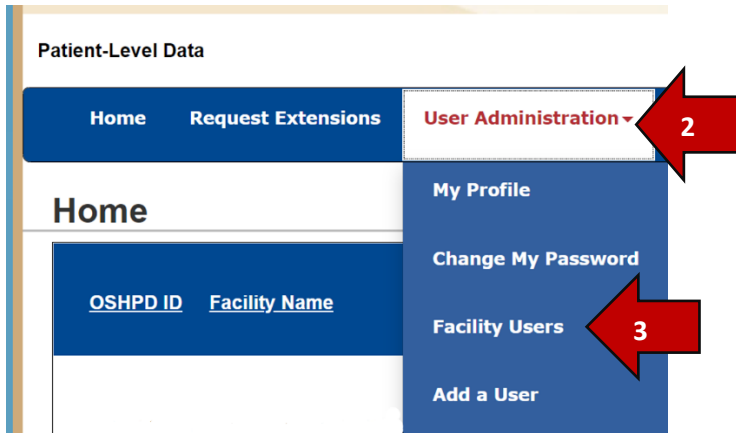 Patient-Level Data
Home Request Extensions User Administration
2
My Profile
Home
Change My Password
OSHPD ID Facility Name
Facility Users
3
Add a User